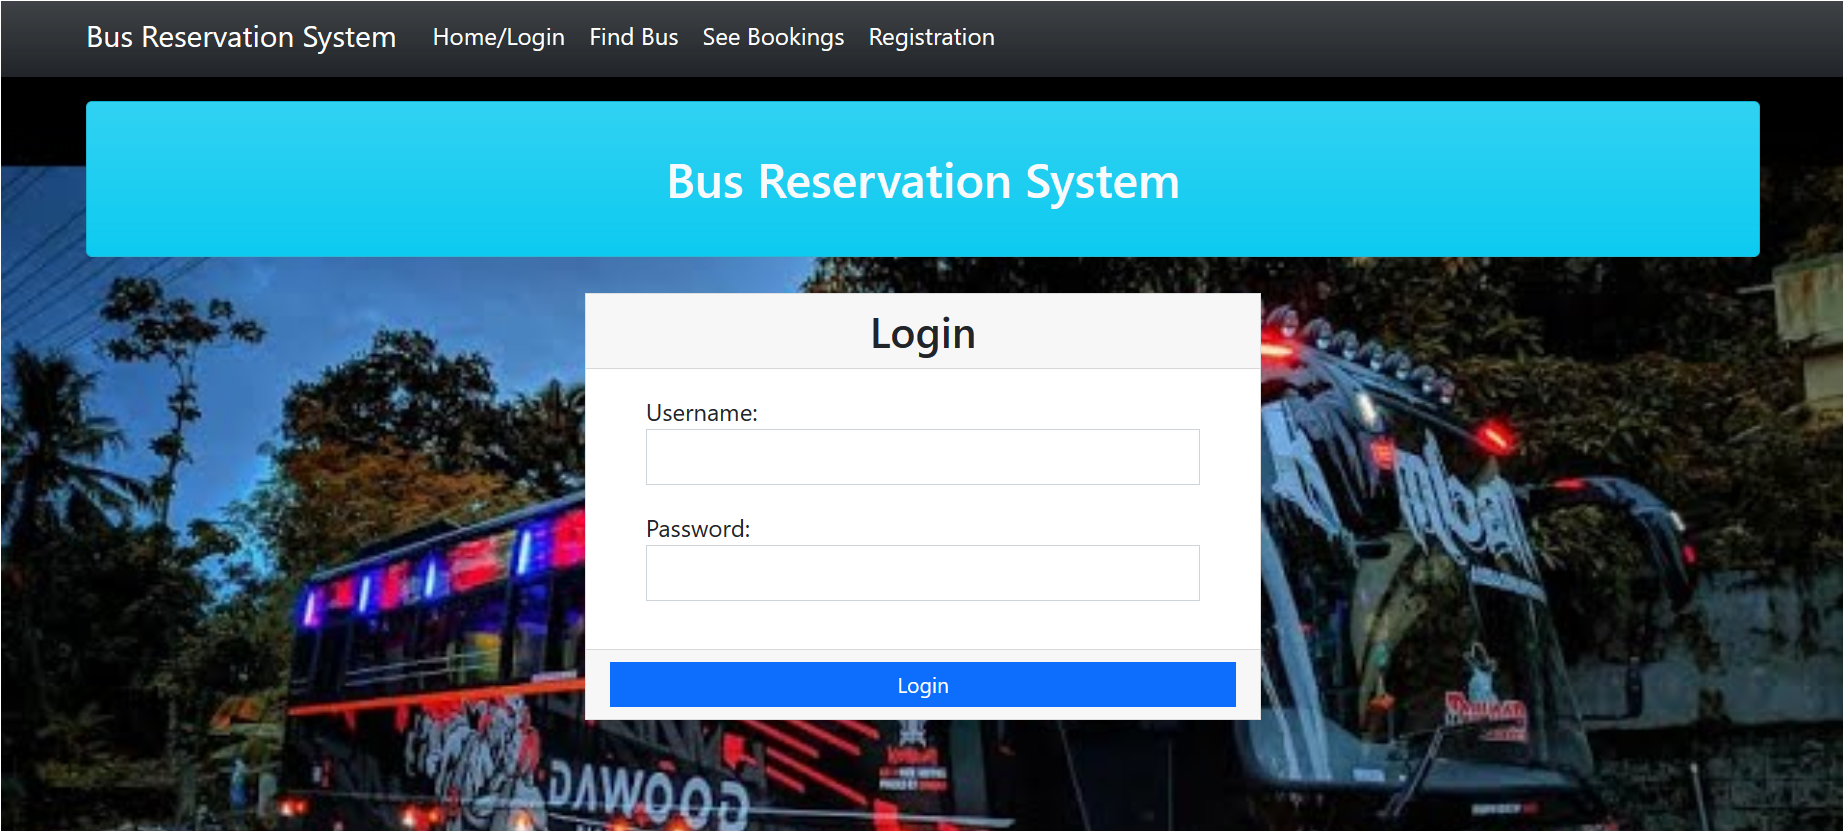 Bus Reservation System Home/Login Find Bus See Bookings Registration
Bus Reservation System
Login
Username:
Password:
Login
DAWOOD